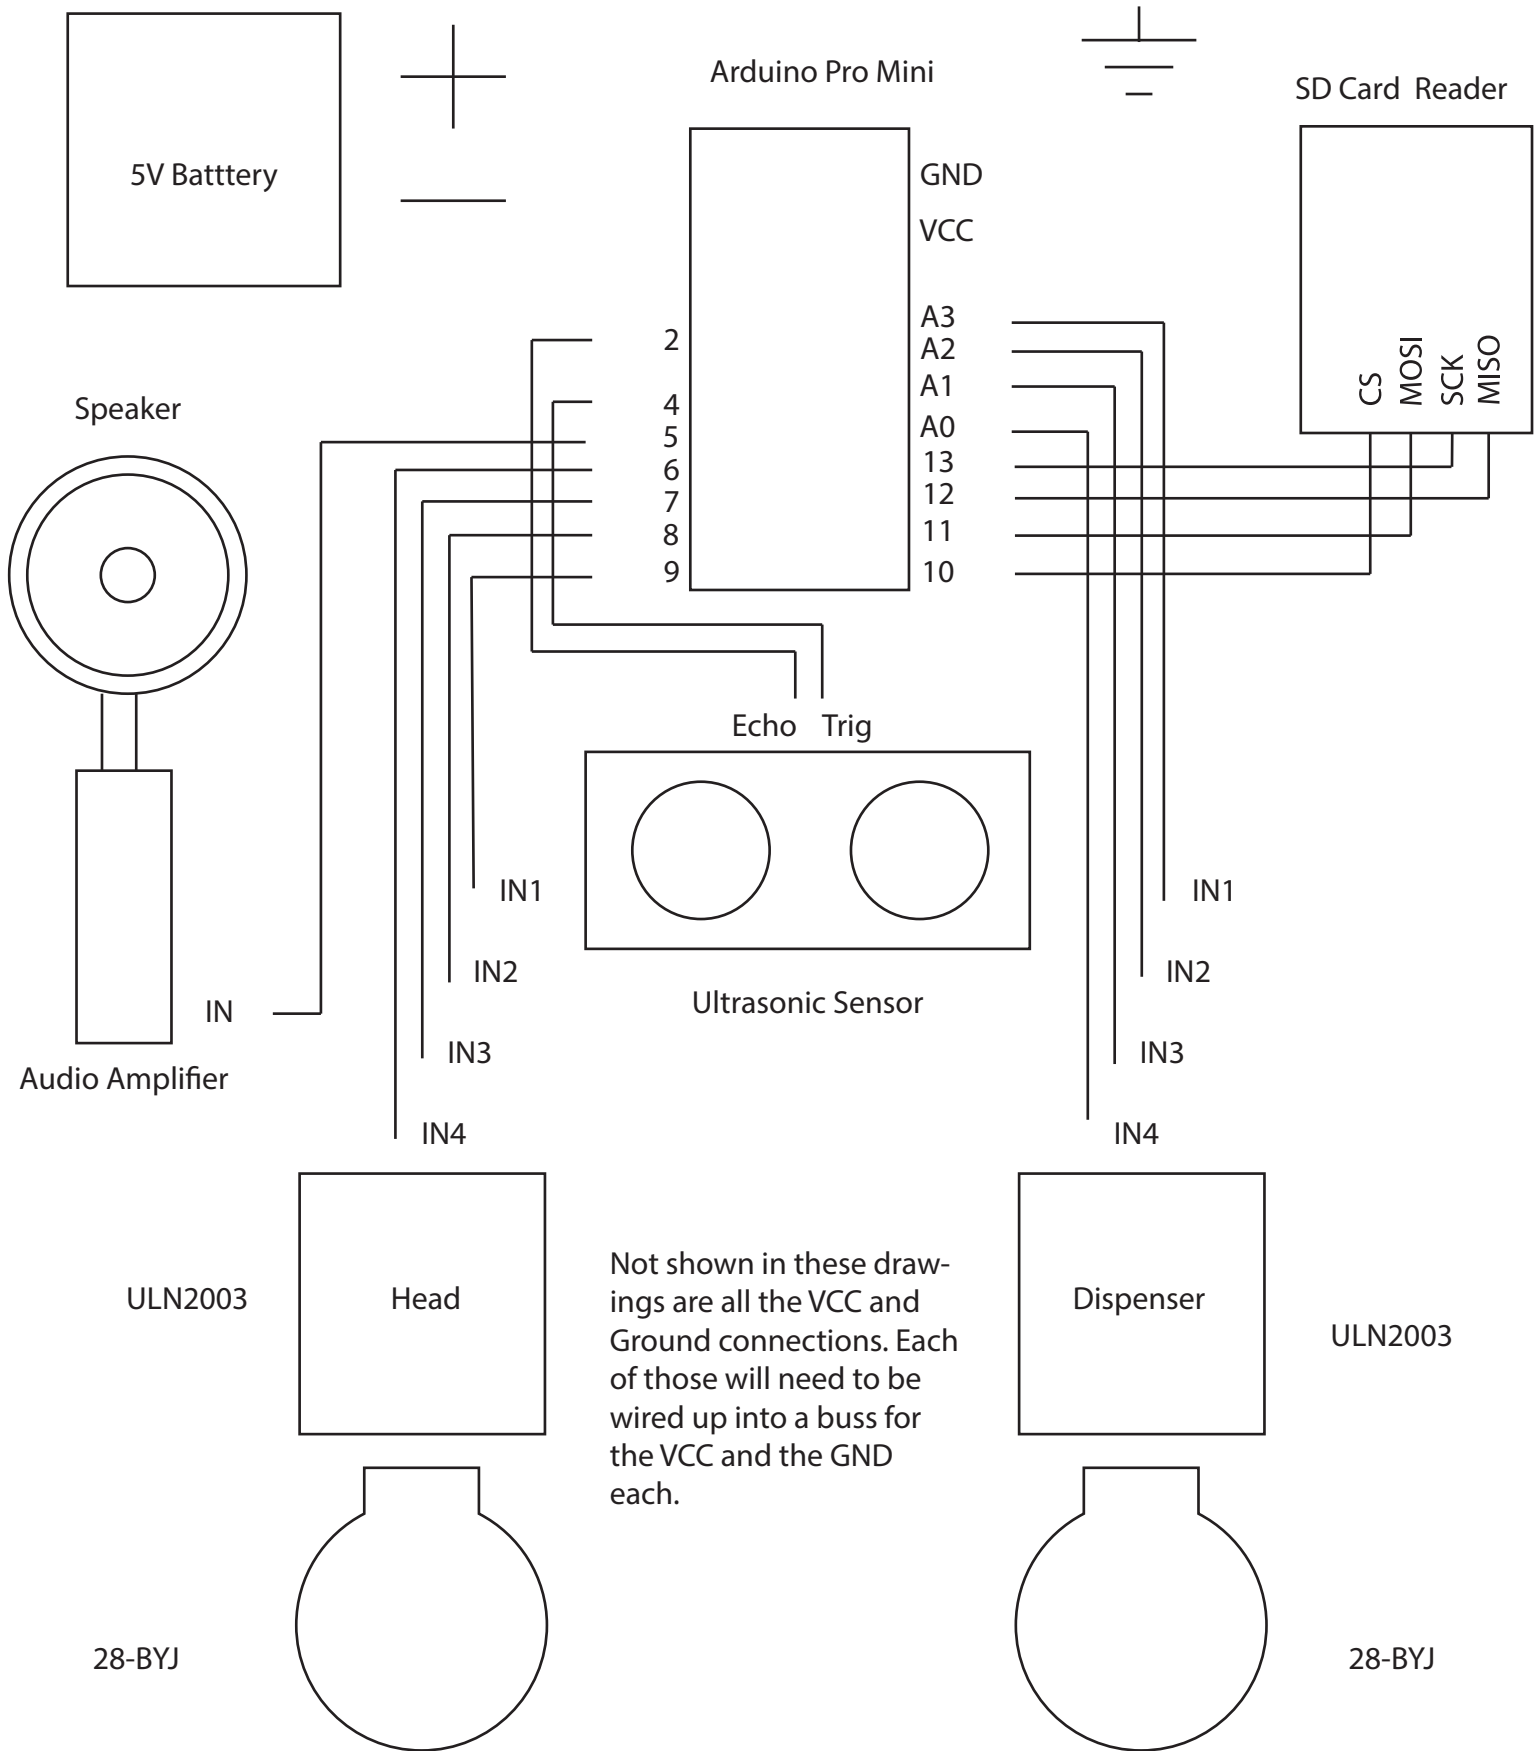 Arduino Pro Mini
SD Card Reader
5V Batttery
GND
VCC
A3
A2
A1
A0
13
12
11
10
2
4
5
6
7
8
9
CS
MOSI
SCK
MISO
Speaker
Echo Trig
IN1
IN2
IN3
IN4
IN1
IN2
IN3
IN4
IN
Ultrasonic Sensor
Audio Amplifier
ULN2003
Head
Not shown in these draw-
ings are all the VCC and
Ground connections. Each
of those will need to be
wired up into a buss for
the VCC and the GND
each.
Dispenser
ULN2003
28-BYJ
28-BYJ